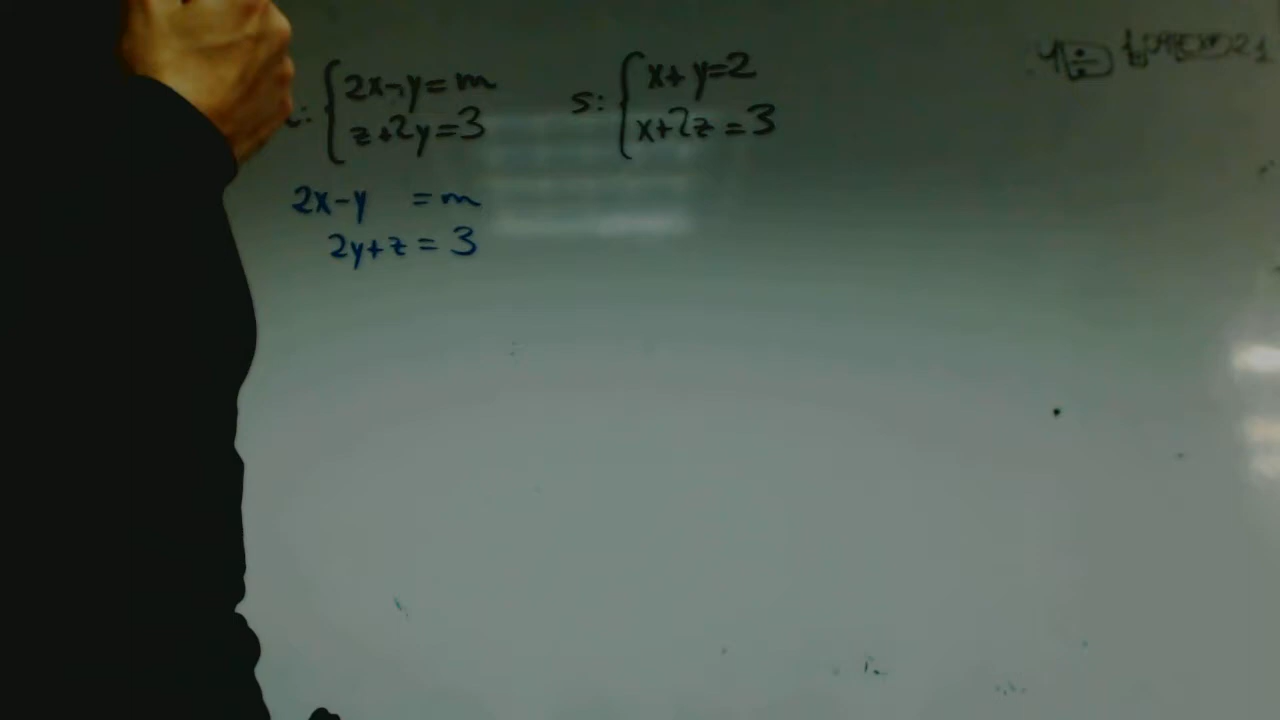 : { 2x-y=m
z+2y=3
s: { x+y=2
x+2z=3
2x-y =m
2y+z=3